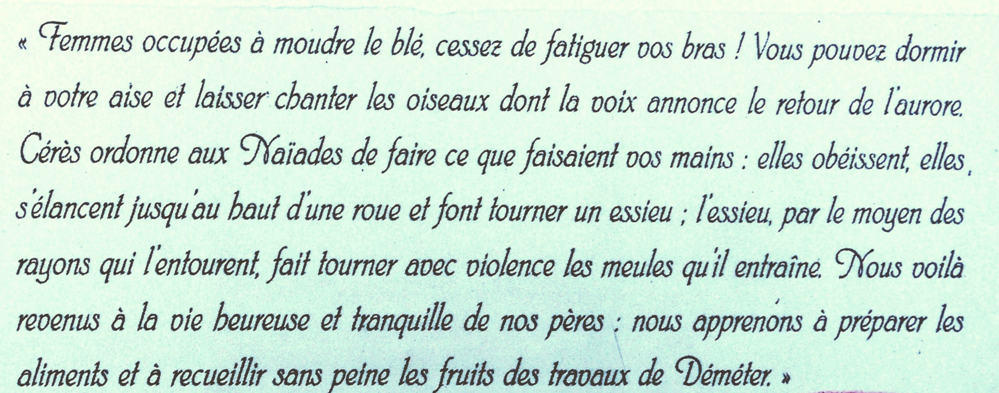 « Femmes occupées à moudre le blé, cessez de fatiguer vos bras ! Vous pouvez dormir
à votre aise et laisser chanter les oiseaux dont la voix annonce le retour de l'aurore.
Cérès ordonne aux Naïades de faire ce que faisaient vos mains : elles obéissent, elles
s'élancent jusqu'au haut d'une roue et font tourner un essieu ; l'essieu, par le moyen des
rayons qui l'entourent, fait tourner avec violence les meules qu'il entraîne. Nous voilà
revenus à la vie heureuse et tranquille de nos pères : nous apprenons à préparer les
aliments et à recueillir sans peine les fruits des travaux de Déméter. »